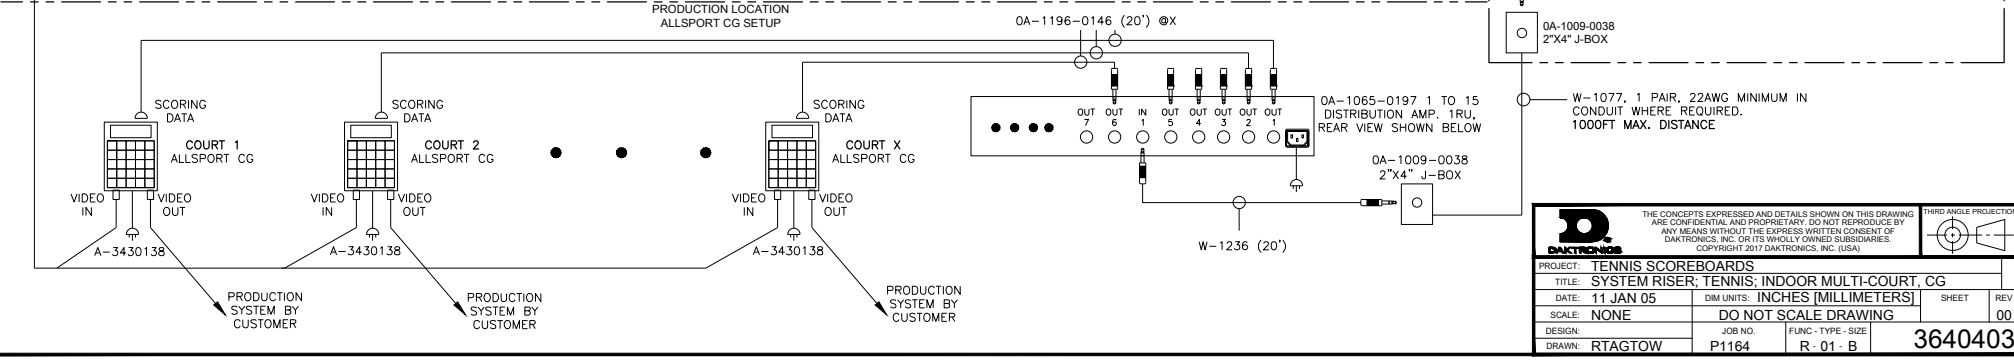 PRODUCTION LOCATION
ALLSPORT CG SETUP
0A-1196-0146 (20') @X
0A-1009-0038
2"X4" J-BOX
SCORING
DATA
COURT 1
ALLSPORT CG
VIDEO
IN
VIDEO
OUT
A-3430138
PRODUCTION
SYSTEM BY
CUSTOMER
SCORING
DATA
COURT 2
ALLSPORT CG
VIDEO
IN
VIDEO
OUT
A-3430138
PRODUCTION
SYSTEM BY
CUSTOMER
SCORING
DATA
COURT X
ALLSPORT CG
VIDEO
IN
VIDEO
OUT
A-3430138
PRODUCTION
SYSTEM BY
CUSTOMER
OUT OUT IN OUT OUT OUT OUT OUT
7 6 1 5 4 3 2 1
0A-1065-0197 1 TO 15
DISTRIBUTION AMP. 1RU,
REAR VIEW SHOWN BELOW
W-1077, 1 PAIR, 22AWG MINIMUM IN
CONDUIT WHERE REQUIRED.
1000FT MAX. DISTANCE
0A-1009-0038
2"X4" J-BOX
W-1236 (20')
DAKTRONICS
THE CONCEPTS EXPRESSED AND DETAILS SHOWN ON THIS DRAWING
ARE CONFIDENTIAL AND PROPRIETARY. DO NOT REPRODUCE BY
ANY MEANS WITHOUT THE EXPRESS WRITTEN CONSENT OF
DAKTRONICS, INC. OR ITS WHOLLY OWNED SUBSIDIARIES.
COPYRIGHT 2017 DAKTRONICS, INC. (USA)
THIRD ANGLE PROJECTION
PROJECT: TENNIS SCOREBOARDS
TITLE: SYSTEM RISER; TENNIS; INDOOR MULTI-COURT, CG
DATE: 11 JAN 05 DIM UNITS: INCHES [MILLIMETERS] SHEET REV
SCALE: NONE DO NOT SCALE DRAWING 00
DESIGN: JOB NO. FUNC - TYPE - SIZE
DRAWN: RTAGTOW P1164 R - 01 - B 3640403